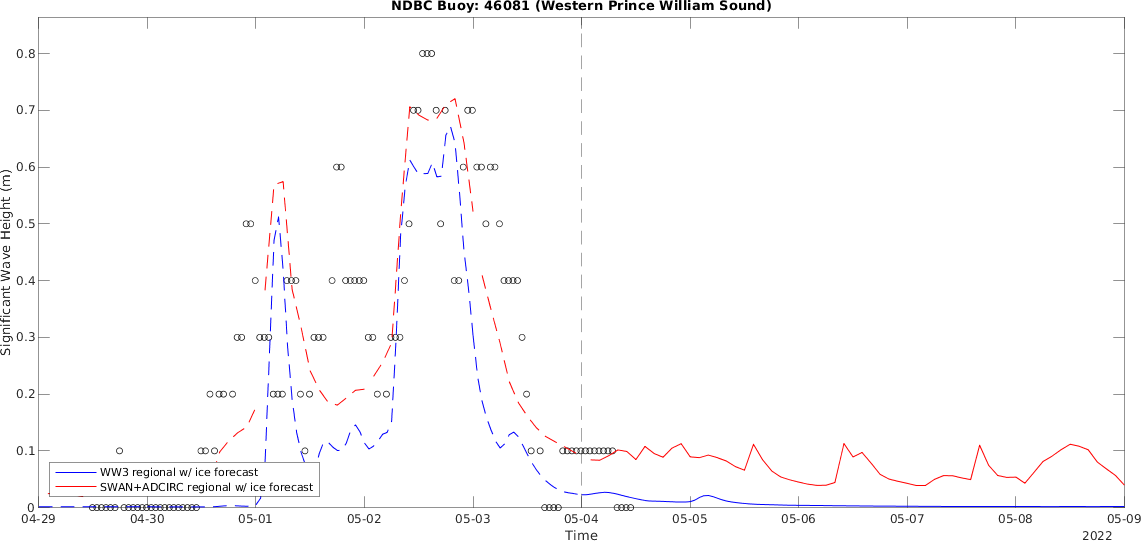 NDBC Buoy: 46081 (Western Prince William Sound)
Significant Wave Height (m)
0.8
0.7
0.6
0.5
0.4
0.3
0.2
0.1
0
WW3 regional w/ ice forecast
SWAN+ADCIRC regional w/ ice forecast
04-29 04-30 05-01 05-02 05-03 05-04 05-05 05-06 05-07 05-08 05-09
Time
2022